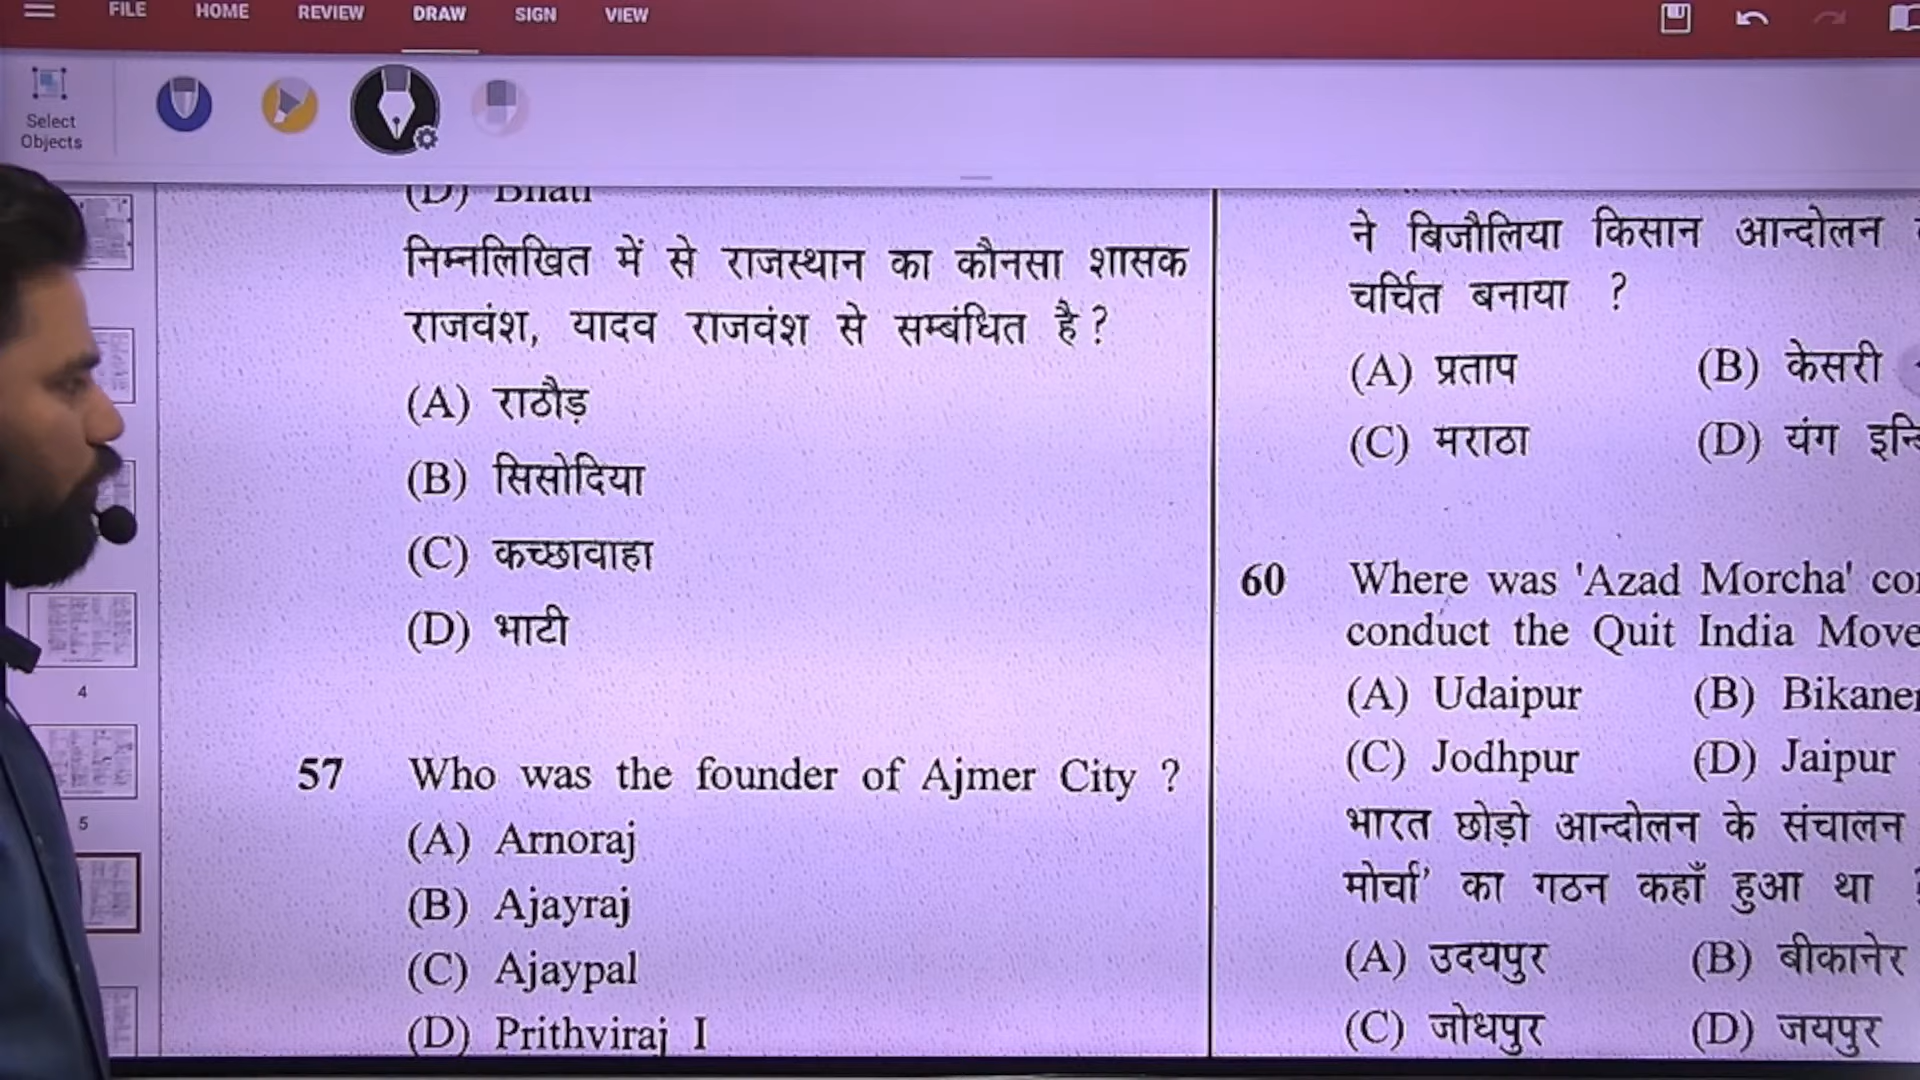 FILE HOME REVIEW DRAW SIGN VIEW
Select
Objects
4
5
(D) Bhati
निम्नलिखित में से राजस्थान का कौनसा शासक
राजवंश, यादव राजवंश से सम्बंधित है ?
(A) राठौड़
(B) सिसोदिया
(C) कच्छावाहा
(D) भाटी
57 Who was the founder of Ajmer City ?
(A) Arnoraj
(B) Ajayraj
(C) Ajaypal
(D) Prithviraj I
ने बिजौलिया किसान आन्दोलन
चर्चित बनाया ?
(A) प्रताप (B) केसरी
(C) मराठा (D) यंग
60 Where was 'Azad Morcha'
conduct the Quit India
(A) Udaipur (B) Bikaner
(C) Jodhpur (D) Jaipur
भारत छोड़ो आन्दोलन के संचालन
मोर्चा' का गठन कहाँ हुआ था ?
(A) उदयपुर (B) बीकानेर
(C) जोधपुर (D) जयपुर